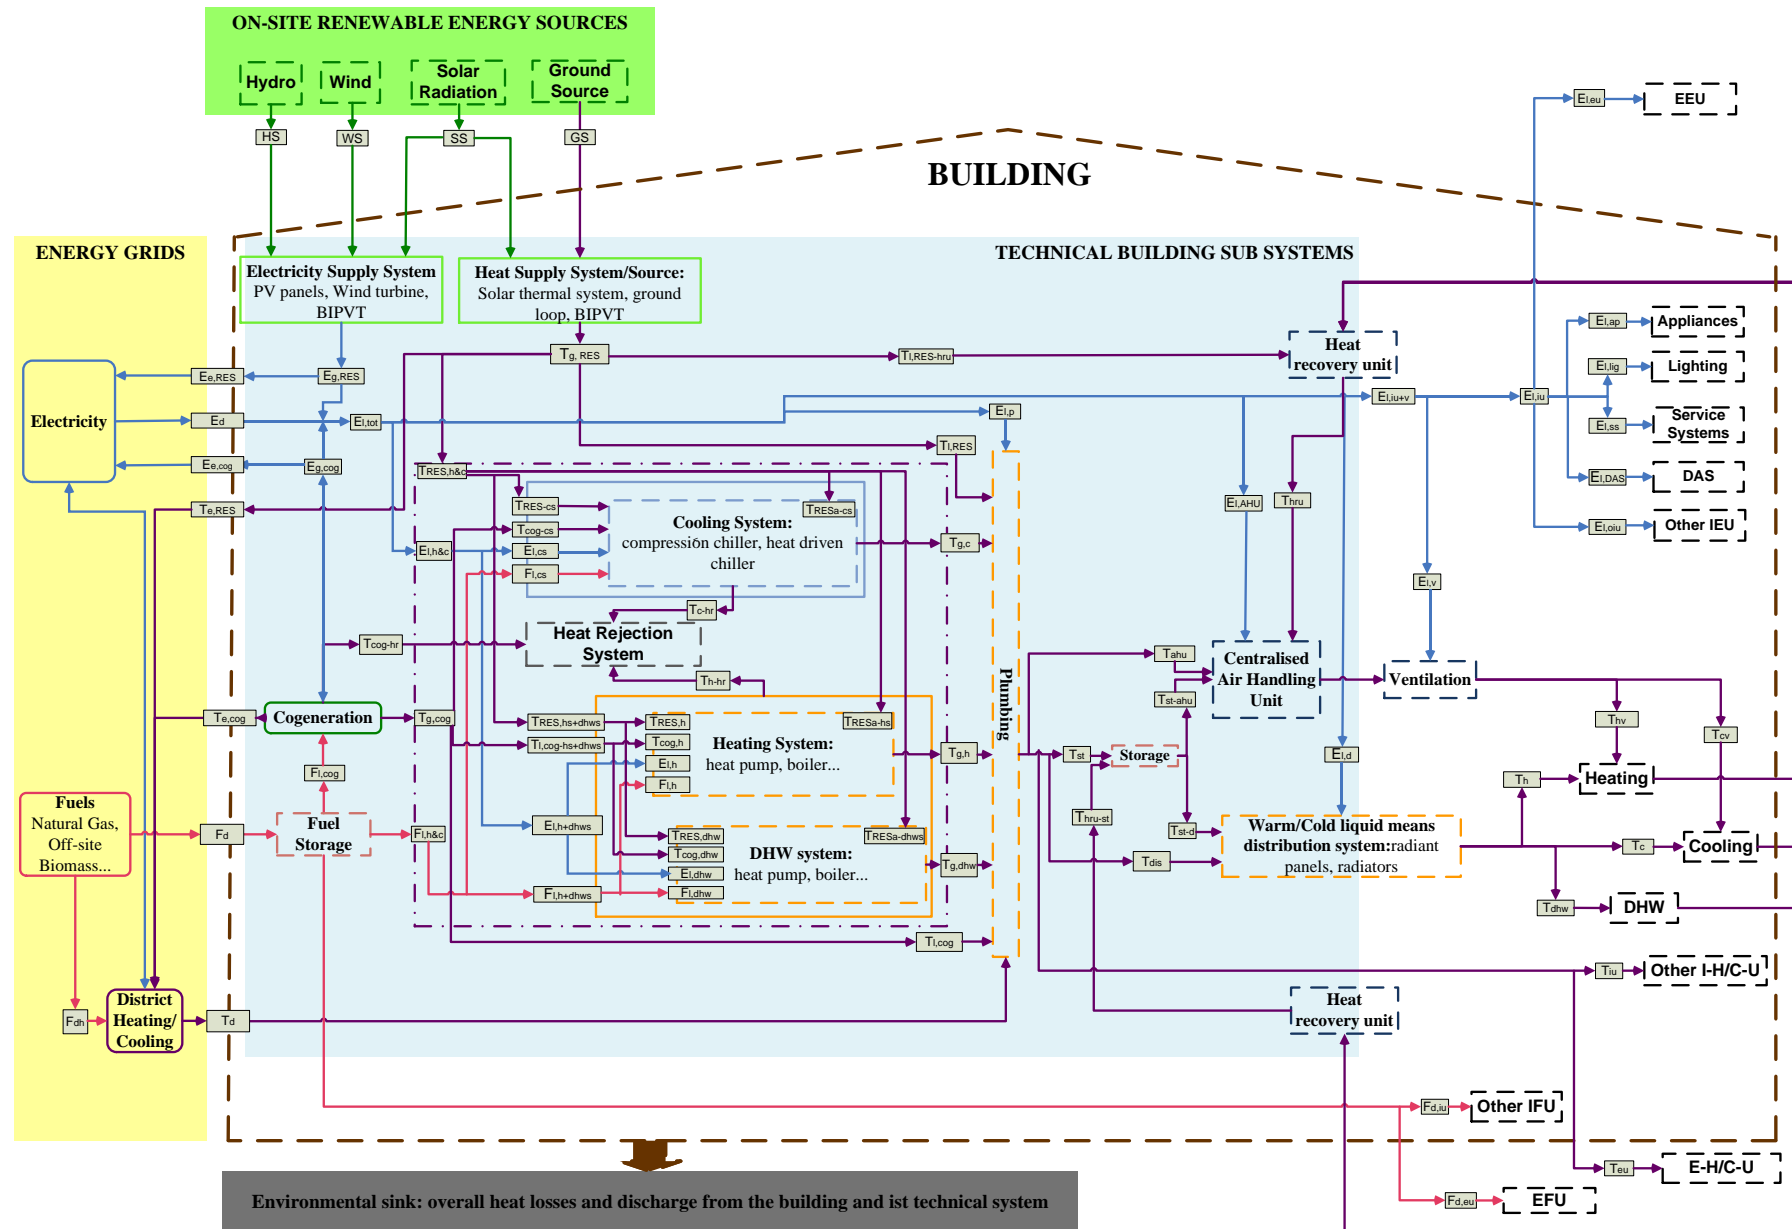 ON-SITE RENEWABLE ENERGY SOURCES
Hydro
Wind
Solar
Radiation
Ground
Source
HS
WS
SS
GS
BUILDING
ENERGY GRIDS
TECHNICAL BUILDING SUB SYSTEMS
Electricity Supply System
PV panels, Wind turbine,
BIPVT
Heat Supply System/Source:
Solar thermal system, ground
loop, BIPVT
El,eu
EEU
El,ap
Appliances
El,lig
Lighting
El,iu+v
El,iu
El,ss
Service
Systems
El,DAS
DAS
El,oiu
Other IEU
Heat
recovery unit
Tg, RES
Tl,RES-hru
Ee,RES
Eg,RES
Electricity
Ed
El,tot
El,p
Ee,cog
Eg,cog
Tl,RES
TRES,h&c
Te,RES
TRES-cs
TRESa-cs
El,AHU
Thru
Tcog-cs
Cooling System:
compression chiller, heat driven
chiller
El,h&c
El,cs
Tg,c
Fl,cs
El,v
Tc-hr
Tcog-hr
Heat Rejection
System
Th-hr
Plumbing
Tahu
Centralised
Air Handling
Unit
Ventilation
Tst-ahu
Te,cog
Cogeneration
Tg,cog
TRES,hs+dhws
TRES,h
TRESa-hs
Thv
Tcv
Tl,cog-hs+dhws
Tcog,h
Heating System:
heat pump, boiler...
El,h
Fl,h
Tg,h
Tst
Storage
El,d
Fl,cog
Th
Heating
Fuels
Natural Gas,
Off-site
Biomass...
Fd
Fuel
Storage
Fl,h&c
El,h+dhws
Thru-st
TRES,dhw
TRESa-dhws
Tst-d
Warm/Cold liquid means
distribution system:radiant
panels, radiators
Tcog,dhw
DHW system:
heat pump, boiler...
El,dhw
Fl,h+dhws
Fl,dhw
Tg,dhw
Tdis
Tc
Cooling
Tdhw
DHW
Tl,cog
Tiu
Other I-H/C-U
Fdh
District
Heating/
Cooling
Td
Heat
recovery unit
Fd,iu
Other IFU
Teu
E-H/C-U
Fd,eu
EFU
Environmental sink: overall heat losses and discharge from the building and ist technical system